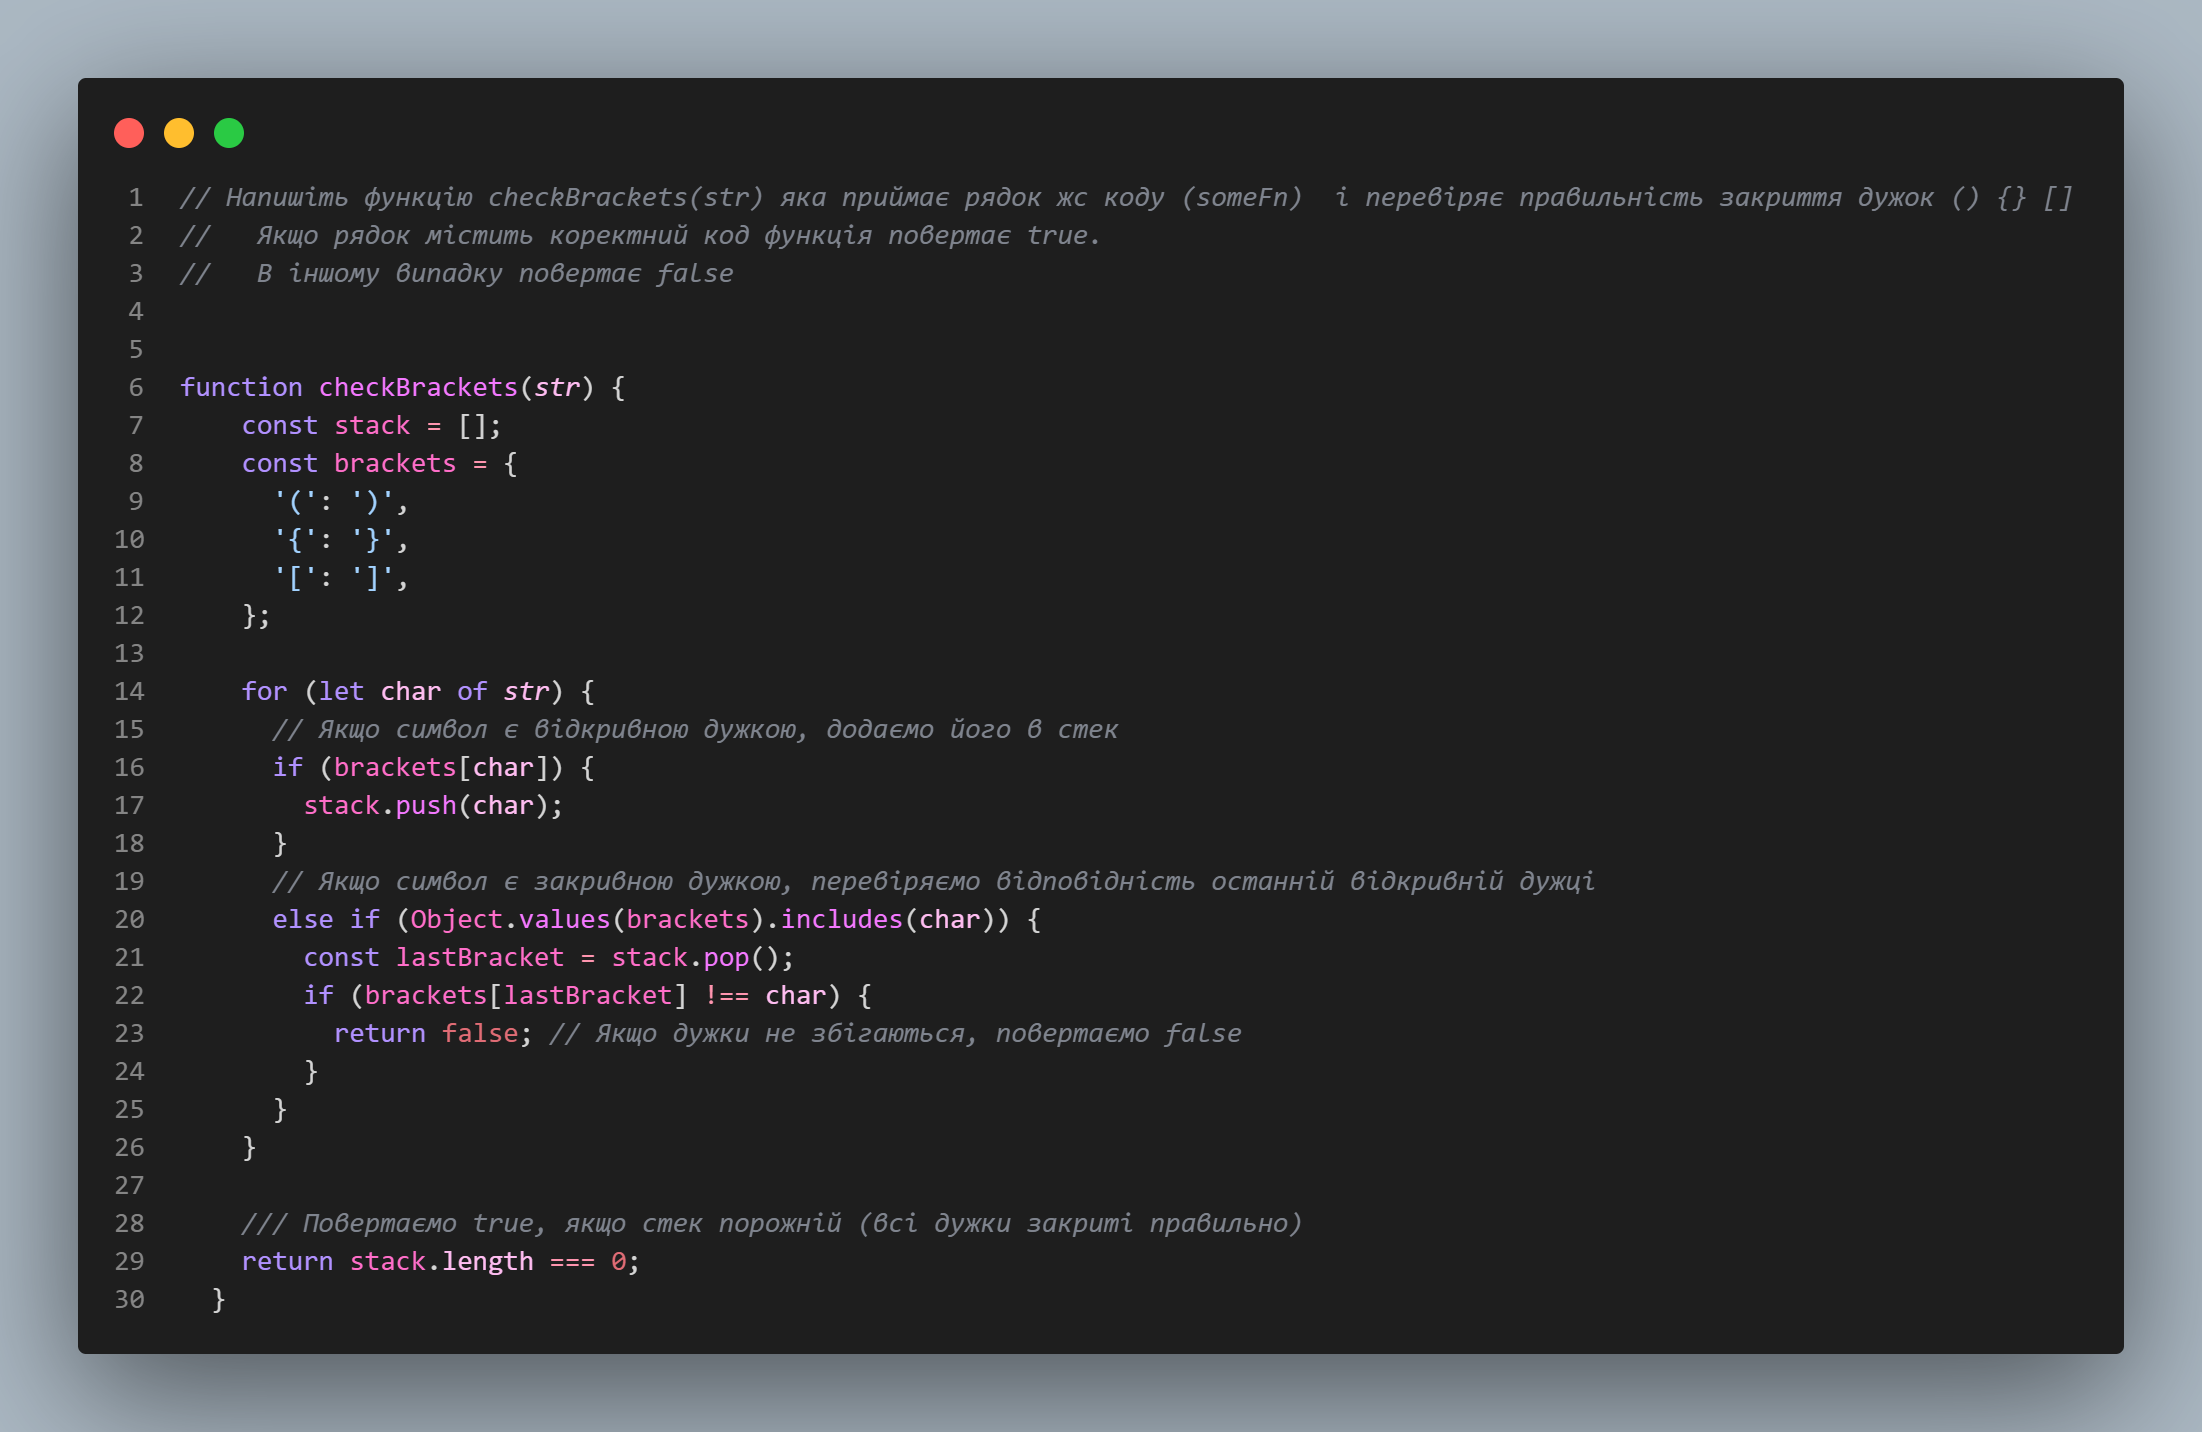 1 // Напишіть функцію checkBrackets(str) яка приймає рядок жс коду (someFn)  і перевіряє правильність закриття дужок () {} []
2 //   Якщо рядок містить коректний код функція повертає true.
3 //   В іншому випадку повертає false
4
5
6 function checkBrackets(str) {
7     const stack = [];
8     const brackets = {
9       '(': ')',
10       '{': '}',
11       '[': ']',
12     };
13
14     for (let char of str) {
15       // Якщо символ є відкривною дужкою, додаємо його в стек
16       if (brackets[char]) {
17         stack.push(char);
18       }
19       // Якщо символ є закривною дужкою, перевіряємо відповідність останній відкривній дужці
20       else if (Object.values(brackets).includes(char)) {
21         const lastBracket = stack.pop();
22         if (brackets[lastBracket] !== char) {
23           return false; // Якщо дужки не збігаються, повертаємо false
24         }
25       }
26     }
27
28     /// Повертаємо true, якщо стек порожній (всі дужки закриті правильно)
29     return stack.length === 0;
30   }